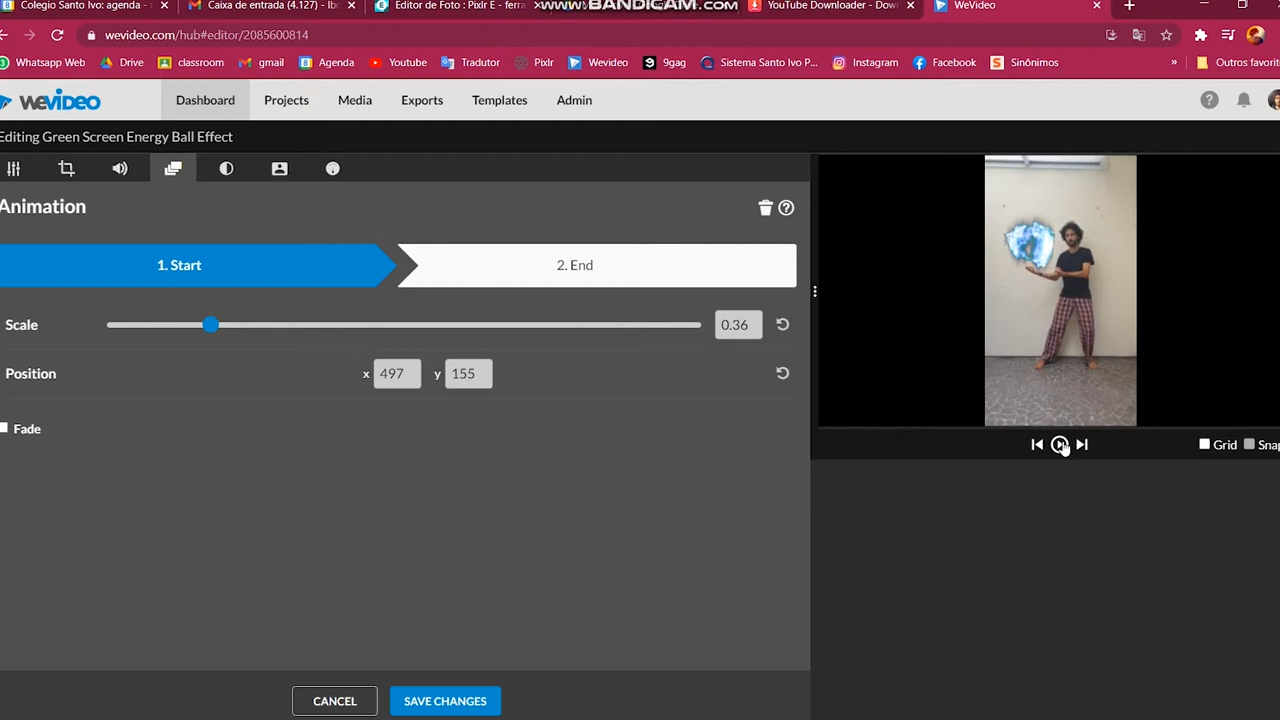 Colegio Santo Ivo: agenda - Caixa de entrada (4.127) - Ibo Editor de Foto : Pixlr E - ferra WWW.BANDICAM.COM YouTube Downloader - Dow WeVideo
wevideo.com/hub#editor/2085600814
Whatsapp Web Drive classroom gmail Agenda Youtube Tradutor Pixlr Wevideo 9gag Sistema Santo Ivo P... Instagram Facebook Sinônimos » Outros favorit
WEVIDEO Dashboard Projects Media Exports Templates Admin
Editing Green Screen Energy Ball Effect
Animation
1. Start 2. End
Scale 0.36
Position x 497 y 155
Fade
Grid Snap
CANCEL SAVE CHANGES